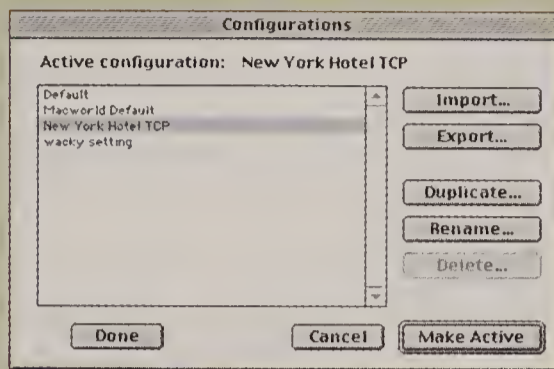 Configurations
Active configuration: New York Hotel TCP
Default
Macworld Default
New York Hotel TCP
wacky setting
Import...
Export...
Duplicate...
Rename...
Delete...
Done
Cancel
Make Active